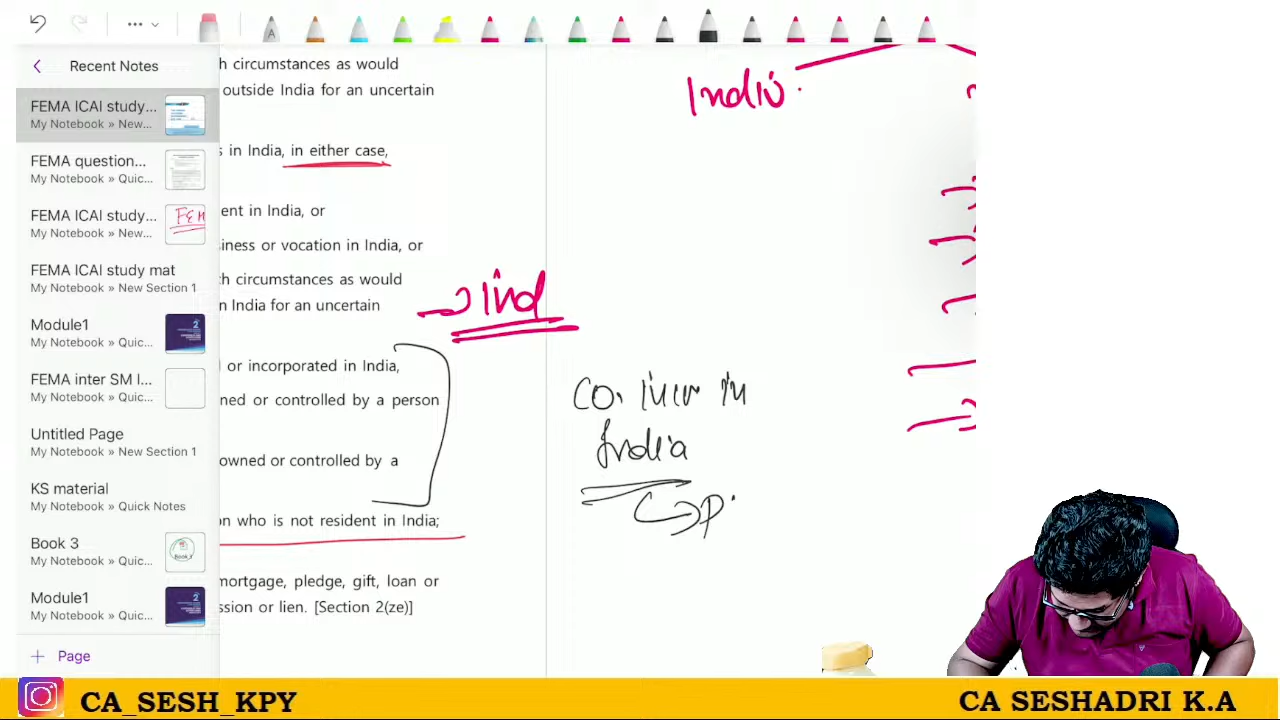 Recent Notes
FEMA ICAI study...
My Notebook » New...
FEMA question...
My Notebook » Quic...
FEMA ICAI study...
My Notebook » New...
FEM
FEMA ICAI study mat
My Notebook » New Section 1
Module1
My Notebook » Quic...
FEMA inter SM l...
My Notebook » Quic...
Untitled Page
My Notebook » New Section 1
KS material
My Notebook » Quick Notes
Book 3
My Notebook » Quic...
Module1
My Notebook » Quic...
+ Page
h circumstances as would
outside India for an uncertain
s in India, in either case,
ent in India, or
siness or vocation in India, or
ch circumstances as would
n India for an uncertain
l or incorporated in India,
ned or controlled by a person
owned or controlled by a
on who is not resident in India;
mortgage, pledge, gift, loan or
ssion or lien. [Section 2(ze)]
Ind
India
CA_SESH_KPY
CA SESHADRI K.A